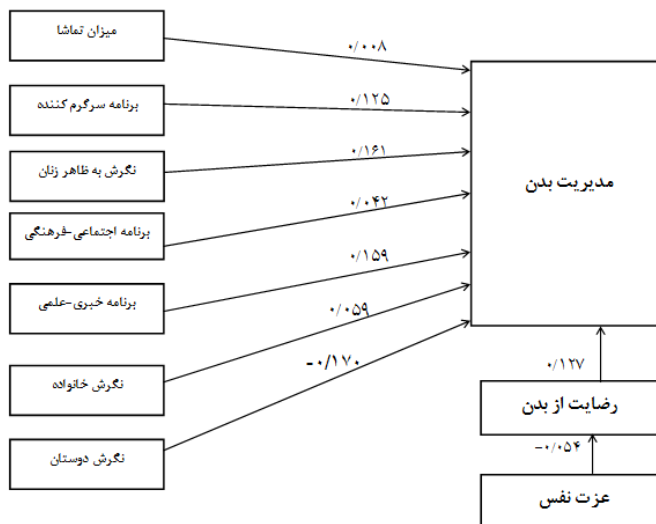 میزان تماشا
۰/۰۰۸
برنامه سرگرم کننده
۰/۱۲۵
نگرش به ظاهر زنان
۰/۱۶۱
مدیریت بدن
برنامه اجتماعی-فرهنگی
۰/۰۴۲
برنامه خبری-علمی
۰/۱۵۹
نگرش خانواده
۰/۰۵۹
نگرش دوستان
-۰/۱۷۰
۰/۱۲۷
رضایت از بدن
-۰/۰۵۴
عزت نفس